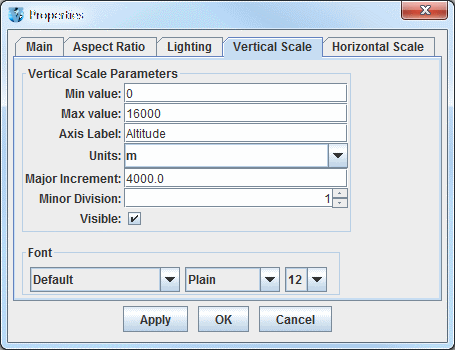 Properties
Main Aspect Ratio Lighting Vertical Scale Horizontal Scale
Vertical Scale Parameters
Min value: 0
Max value: 16000
Axis Label: Altitude
Units: m
Major Increment: 4000.0
Minor Division: 1
Visible:
Font
Default Plain 12
Apply OK Cancel